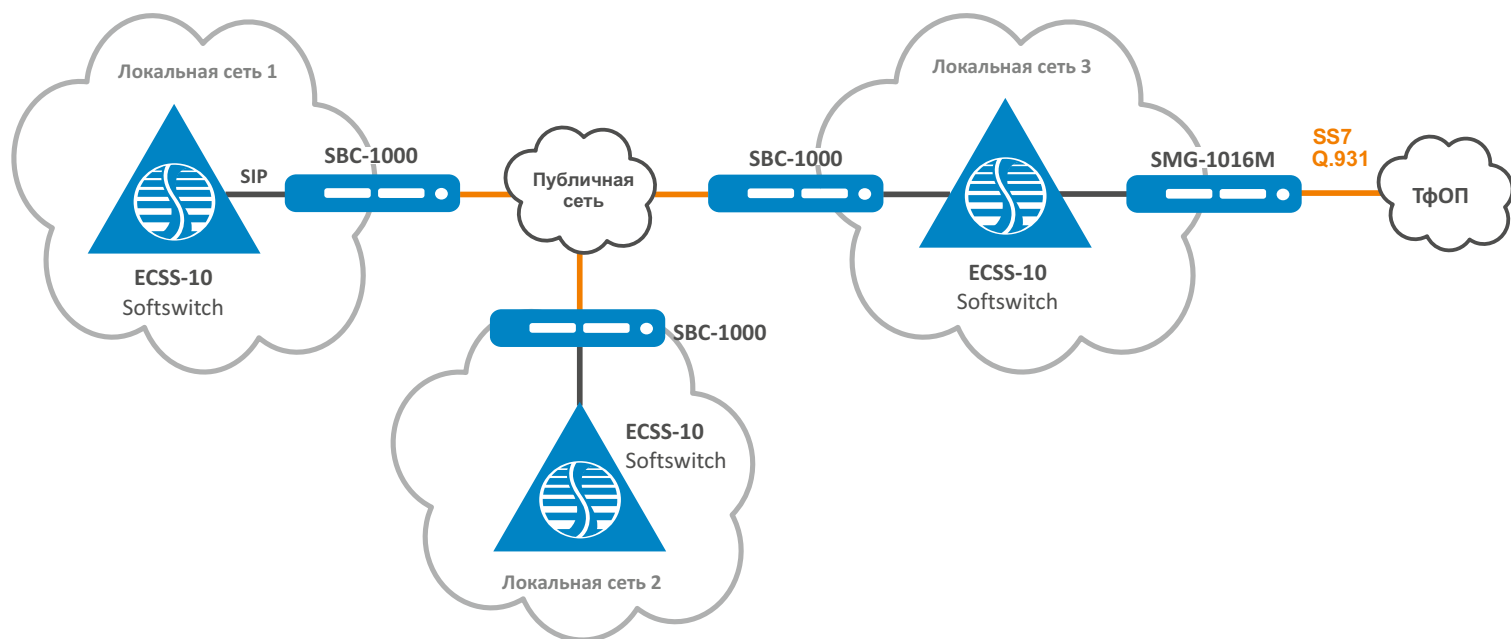 Локальная сеть 1
SIP
SBC-1000
ECSS-10
Softswitch
Публичная
сеть
SBC-1000
ECSS-10
Softswitch
Локальная сеть 2
Локальная сеть 3
SBC-1000
ECSS-10
Softswitch
SMG-1016M
SS7
Q.931
ТфОП